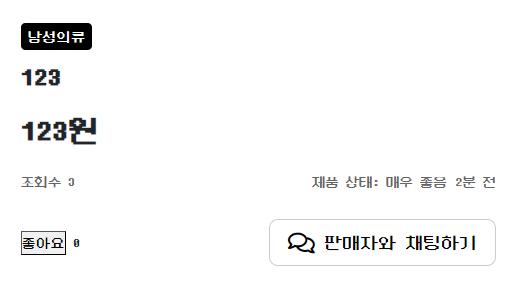 남성의류
123
123원
조회수 3
제품 상태: 매우 좋음 2분 전
좋아요 0
판매자와 채팅하기